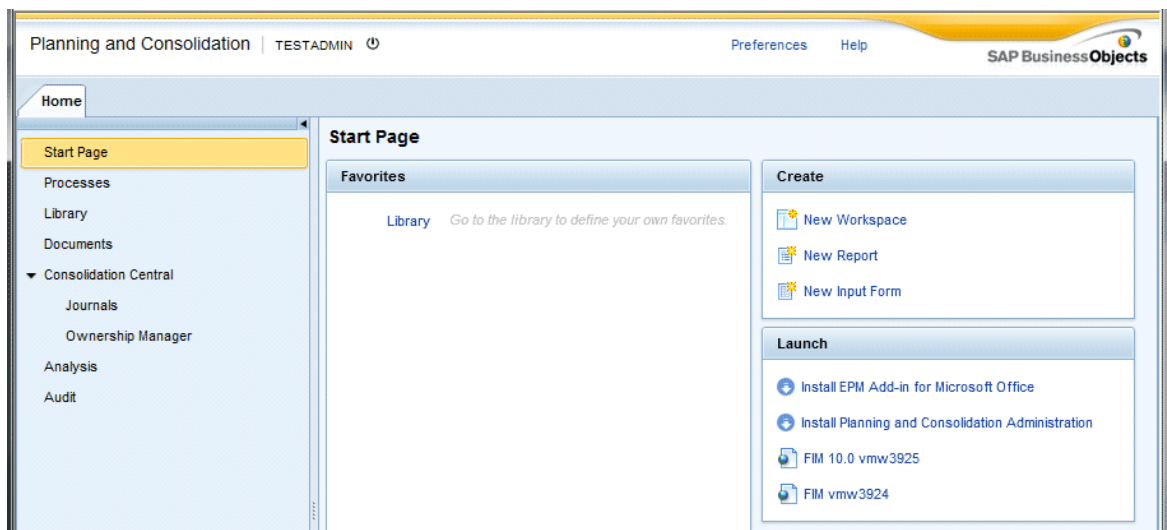 Planning and Consolidation | TESTADMIN
Preferences Help
SAP BusinessObjects
Home
Start Page
Processes
Library
Documents
Consolidation Central
Journals
Ownership Manager
Analysis
Audit
Start Page
Favorites
Library Go to the library to define your own favorites.
Create
New Workspace
New Report
New Input Form
Launch
Install EPM Add-in for Microsoft Office
Install Planning and Consolidation Administration
FIM 10.0 vmw3925
FIM vmw3924